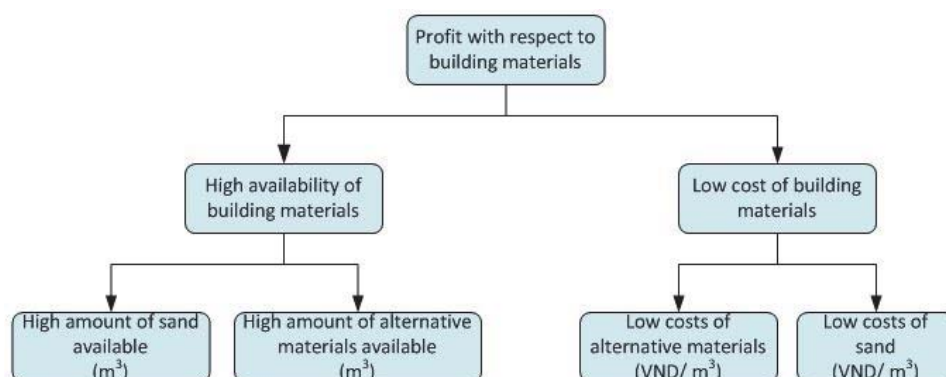 Profit with respect to
building materials
High availability of
building materials
Low cost of building
materials
High amount of sand
available
(m³)
High amount of alternative
materials available
(m³)
Low costs of
alternative materials
(VND/ m³)
Low costs of
sand
(VND/ m³)